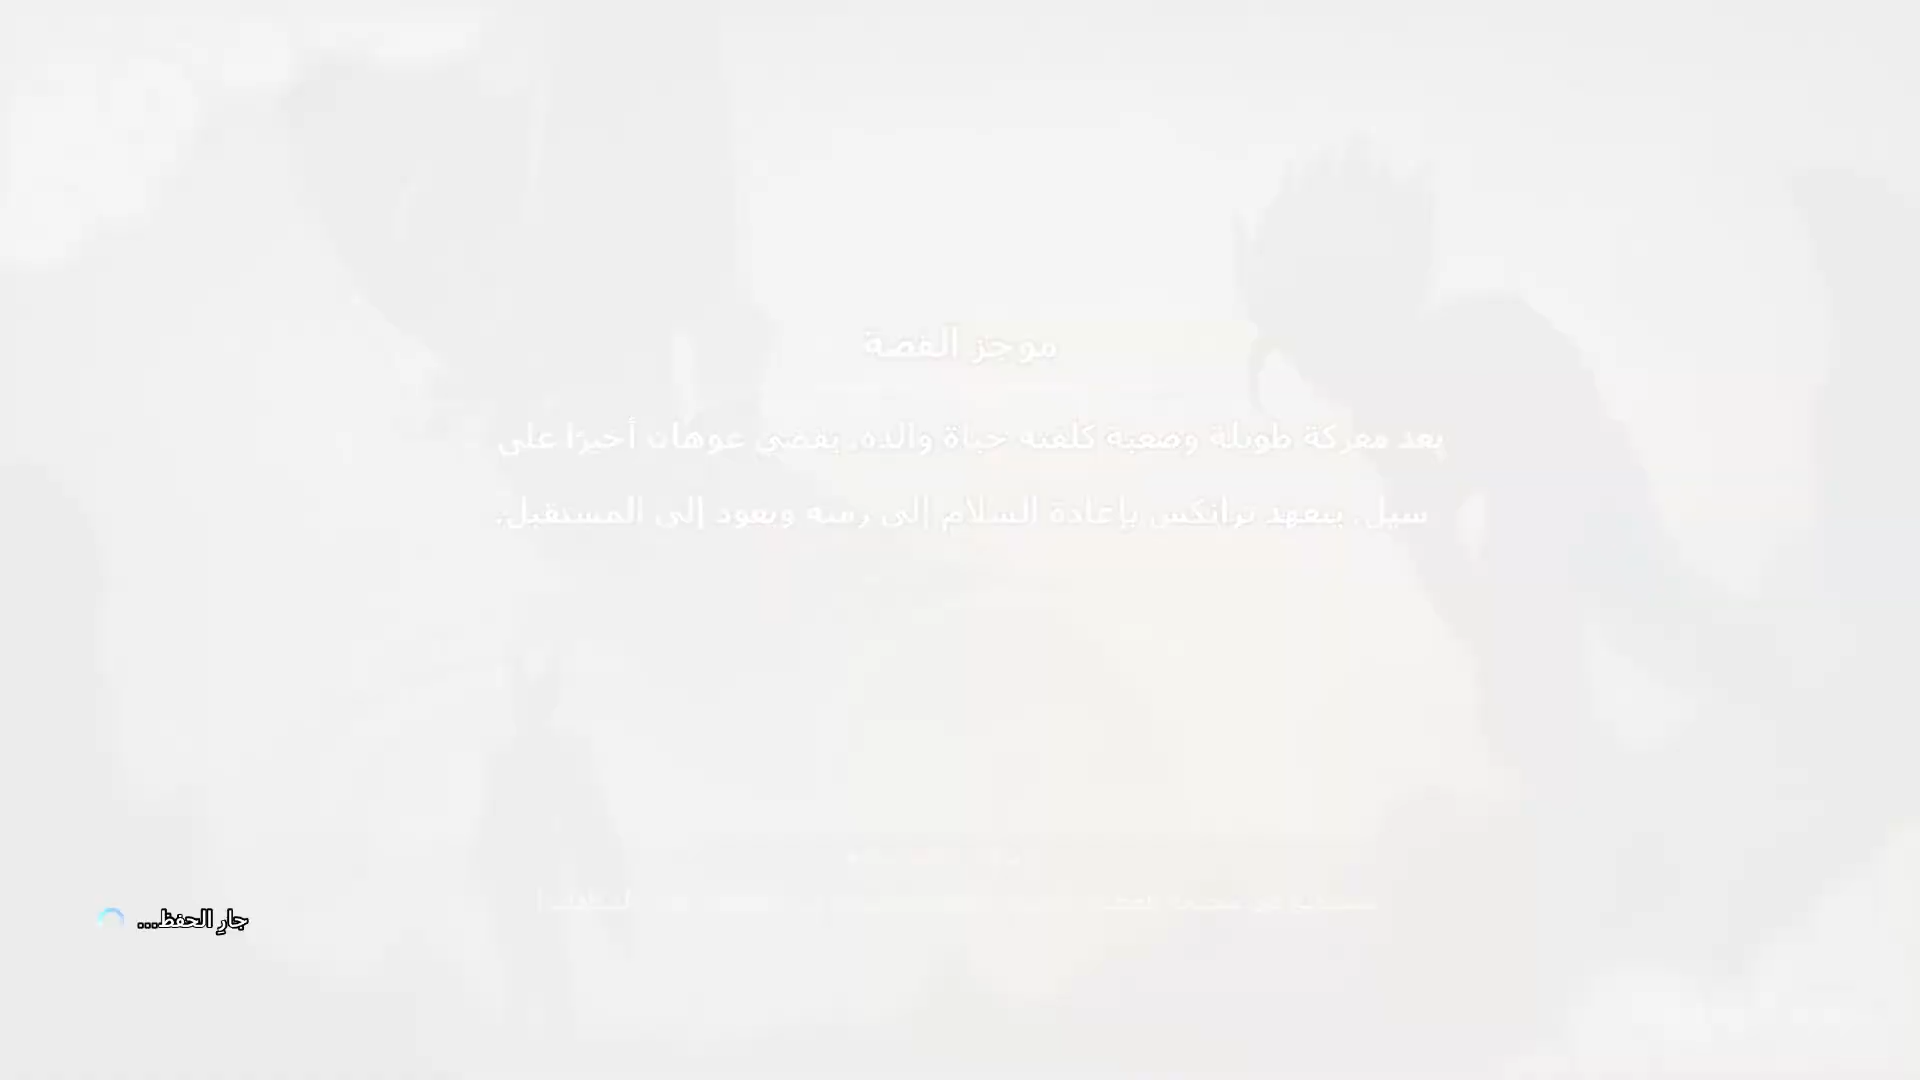 موجز القصة
بعد معركة طويلة وصعبة كلفته حياة والده، يقضي غوهان أخيرًا على
سيل. يتعهد ترانكس بإعادة السلام إلى زمنه ويعود إلى المستقبل.
جارِ الحفظ...